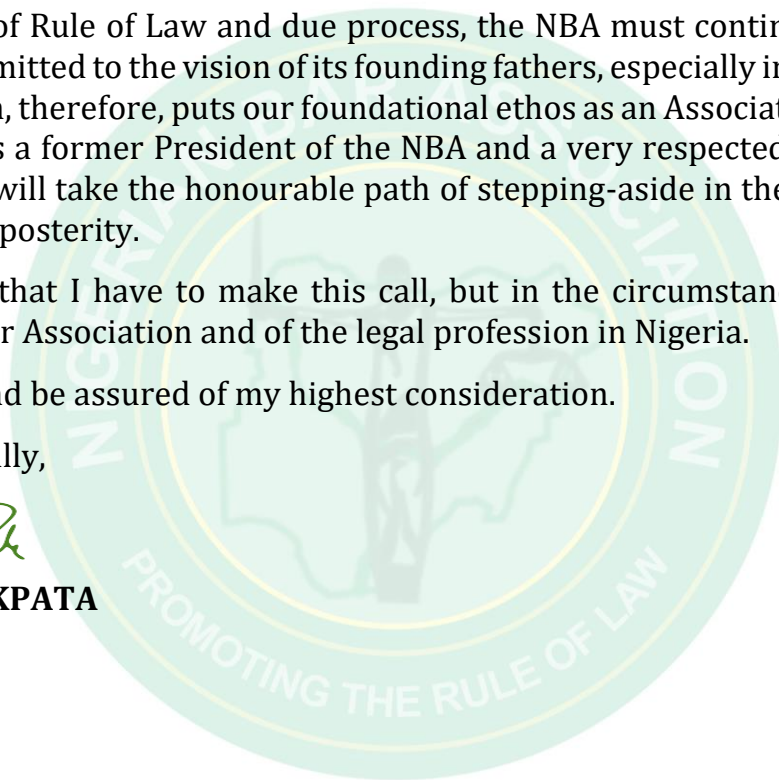 of Rule of Law and due process, the NBA must contin
mitted to the vision of its founding fathers, especially in
, therefore, puts our foundational ethos as an Associat
s a former President of the NBA and a very respected
will take the honourable path of stepping-aside in the
posterity.
that I have to make this call, but in the circumstan
r Association and of the legal profession in Nigeria.
nd be assured of my highest consideration.
lly,
KPATA
NIGERIAN BAR ASSOCIATION
PROMOTING THE RULE OF LAW